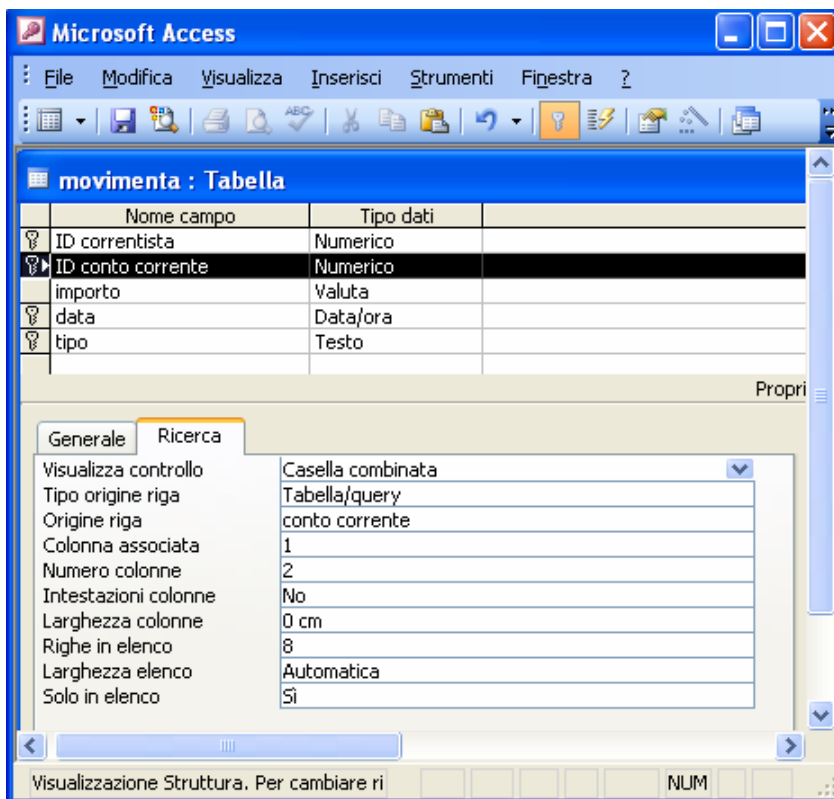 Microsoft Access
File Modifica Visualizza Inserisci Strumenti Finestra ?
ABC
movimenta : Tabella
Nome campo Tipo dati
ID correntista Numerico
ID conto corrente Numerico
importo Valuta
data Data/ora
tipo Testo
Propri
Generale Ricerca
Visualizza controllo Casella combinata
Tipo origine riga Tabella/query
Origine riga conto corrente
Colonna associata 1
Numero colonne 2
Intestazioni colonne No
Larghezza colonne 0 cm
Righe in elenco 8
Larghezza elenco Automatica
Solo in elenco Sì
Visualizzazione Struttura. Per cambiare ri NUM